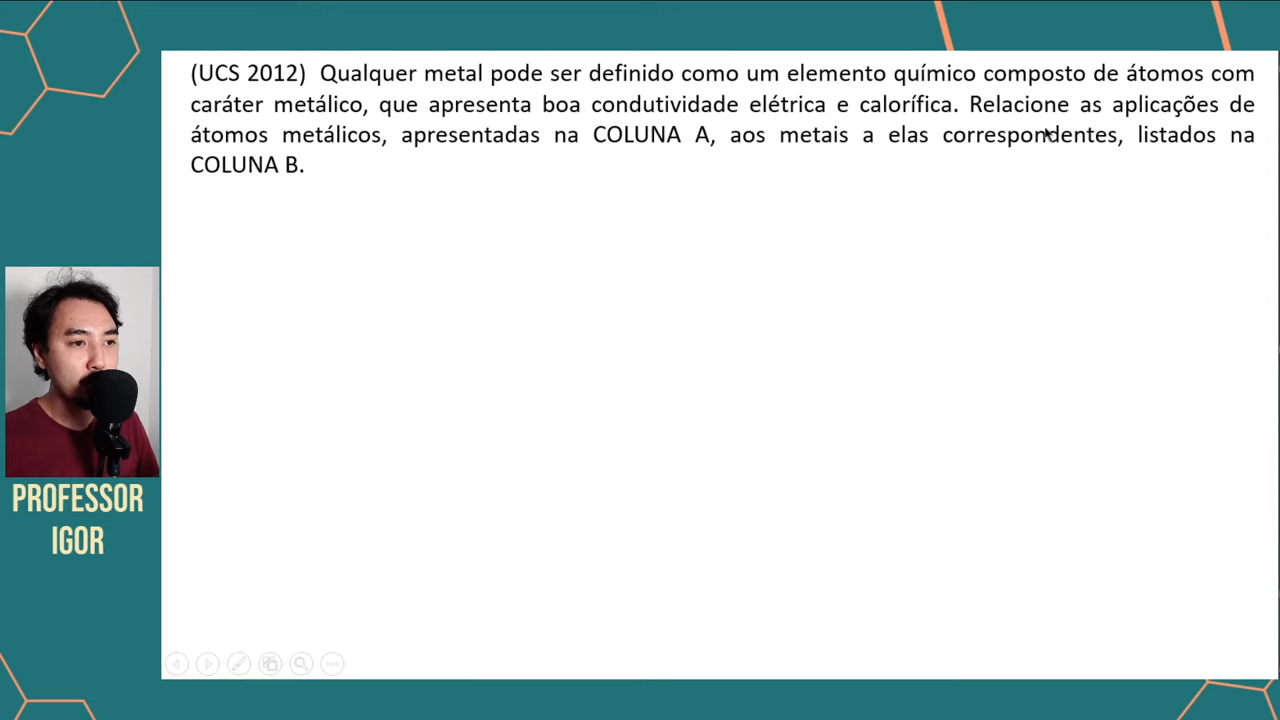 (UCS 2012) Qualquer metal pode ser definido como um elemento químico composto de átomos com
caráter metálico, que apresenta boa condutividade elétrica e calorífica. Relacione as aplicações de
átomos metálicos, apresentadas na COLUNA A, aos metais a elas correspondentes, listados na
COLUNA B.
PROFESSOR
IGOR